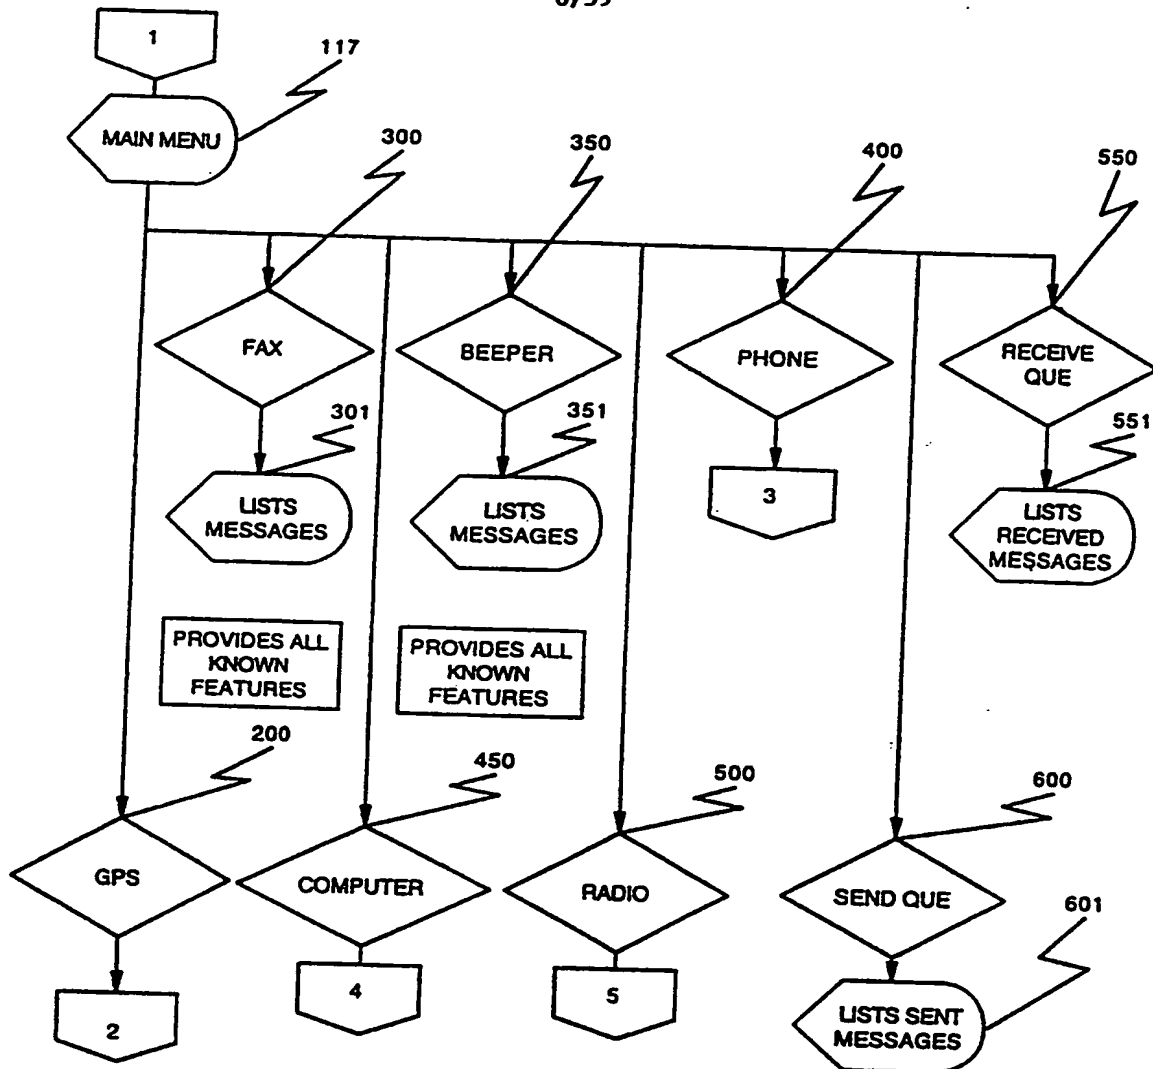 1
117
MAIN MENU
300
350
400
550
FAX
BEEPER
PHONE
RECEIVE
QUE
301
351
551
LISTS
MESSAGES
LISTS
MESSAGES
3
LISTS
RECEIVED
MESSAGES
PROVIDES ALL
KNOWN
FEATURES
PROVIDES ALL
KNOWN
FEATURES
200
450
500
600
GPS
COMPUTER
RADIO
SEND QUE
601
2
4
5
LISTS SENT
MESSAGES